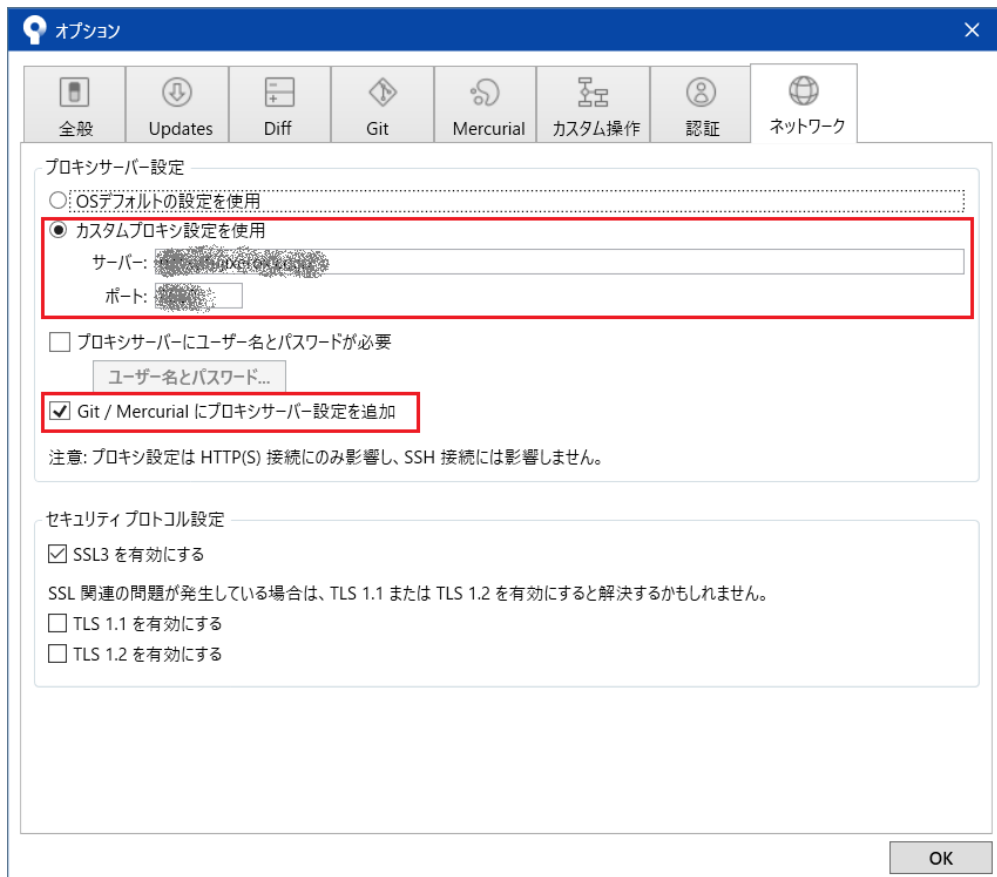 オプション
全般
Updates
Diff
Git
Mercurial
カスタム操作
認証
ネットワーク
プロキシサーバー設定
OSデフォルトの設定を使用
カスタムプロキシ設定を使用
サーバー:
ポート:
プロキシサーバーにユーザー名とパスワードが必要
ユーザー名とパスワード...
Git / Mercurial にプロキシサーバー設定を追加
注意: プロキシ設定は HTTP(S) 接続にのみ影響し、SSH 接続には影響しません。
セキュリティプロトコル設定
SSL3 を有効にする
SSL 関連の問題が発生している場合は、TLS 1.1 または TLS 1.2 を有効にすると解決するかもしれません。
TLS 1.1 を有効にする
TLS 1.2 を有効にする
OK